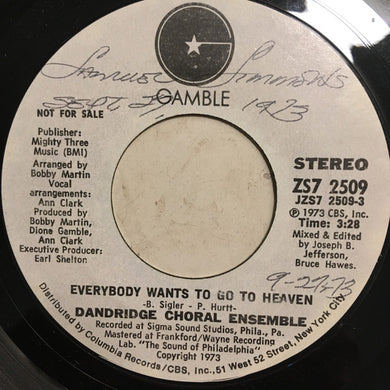 Samuel Simmons
GAMBLE
Sept. 27, 1973
NOT FOR SALE
Publisher:
Mighty Three
Music (BMI)
Arranged by
Bobby Martin
Vocal
arrangements:
Ann Clark
Produced by
Bobby Martin,
Dione Gamble,
Ann Clark
Executive Producer:
Earl Shelton
STEREO
ZS7 2509
JZS7 2509-3
Ⓟ 1973 CBS, Inc.
Time: 3:28
Mixed & Edited
by Joseph B.
Jefferson,
Bruce Hawes.
9-27-73
EVERYBODY WANTS TO GO TO HEAVEN
-B. Sigler - P. Hurtt-
DANDRIDGE CHORAL ENSEMBLE
Recorded at Sigma Sound Studios, Phila., Pa.
Mastered at Frankford/Wayne Recording
Lab. "The Sound of Philadelphia"
Copyright 1973
Distributed by Columbia Records/CBS, Inc./51 West 52 Street, New York City